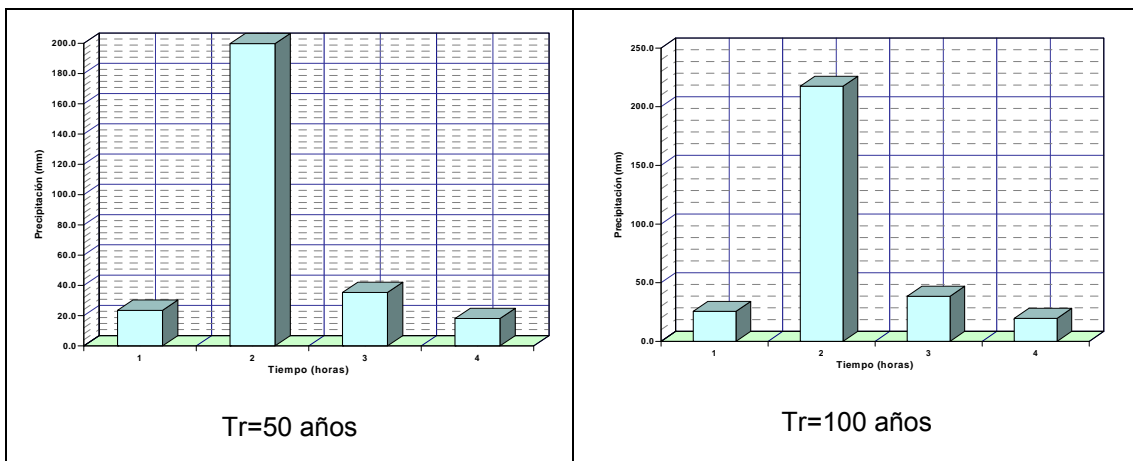 200.0
180.0
160.0
140.0
120.0
100.0
80.0
60.0
40.0
20.0
0.0
Precipitación (mm)
1 2 3 4
Tiempo (horas)
Tr=50 años
250.0
200.0
150.0
100.0
50.0
0.0
Precipitación (mm)
1 2 3 4
Tiempo (horas)
Tr=100 años